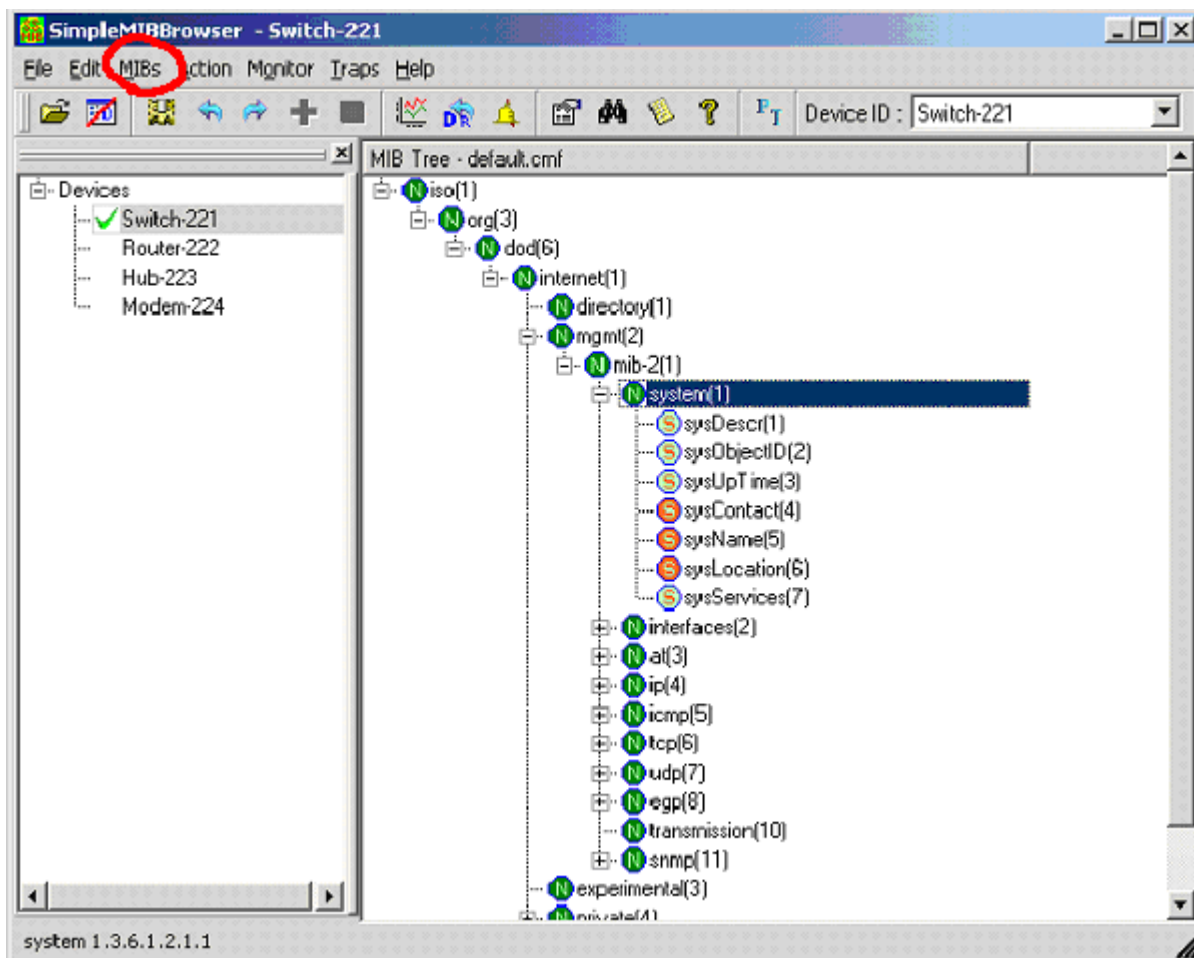 SimpleMIBBrowser - Switch-221
File Edit MIBs Action Monitor Traps Help
Device ID : Switch-221
MIB Tree - default.cmf
Devices
Switch-221
Router-222
Hub-223
Modem-224
iso(1)
org(3)
dod(6)
internet(1)
directory(1)
mgmt(2)
mib-2(1)
system(1)
sysDescr(1)
sysObjectID(2)
sysUpTime(3)
sysContact(4)
sysName(5)
sysLocation(6)
sysServices(7)
interfaces(2)
at(3)
ip(4)
icmp(5)
tcp(6)
udp(7)
egp(8)
transmission(10)
snmp(11)
experimental(3)
private(4)
system 1.3.6.1.2.1.1